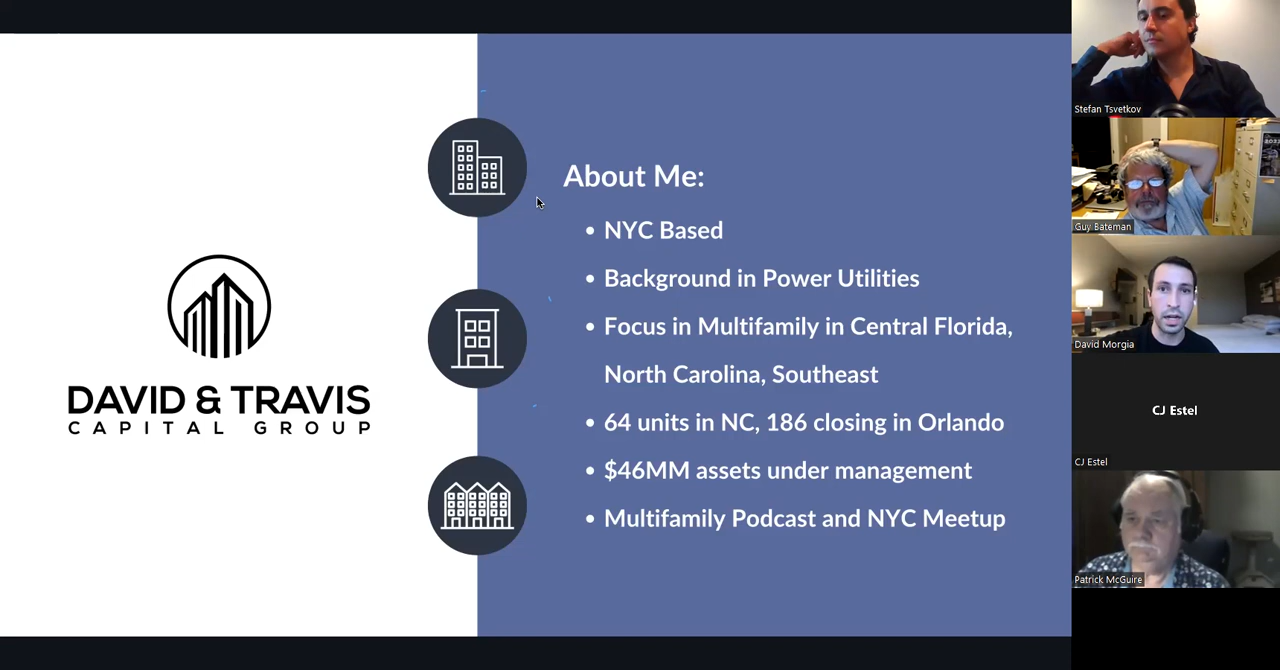 DAVID & TRAVIS
CAPITAL GROUP
About Me:
• NYC Based
• Background in Power Utilities
• Focus in Multifamily in Central Florida,
North Carolina, Southeast
• 64 units in NC, 186 closing in Orlando
• $46MM assets under management
• Multifamily Podcast and NYC Meetup
Stefan Tsvetkov
Guy Bateman
David Morgia
CJ Estel
CJ Estel
Patrick McGuire